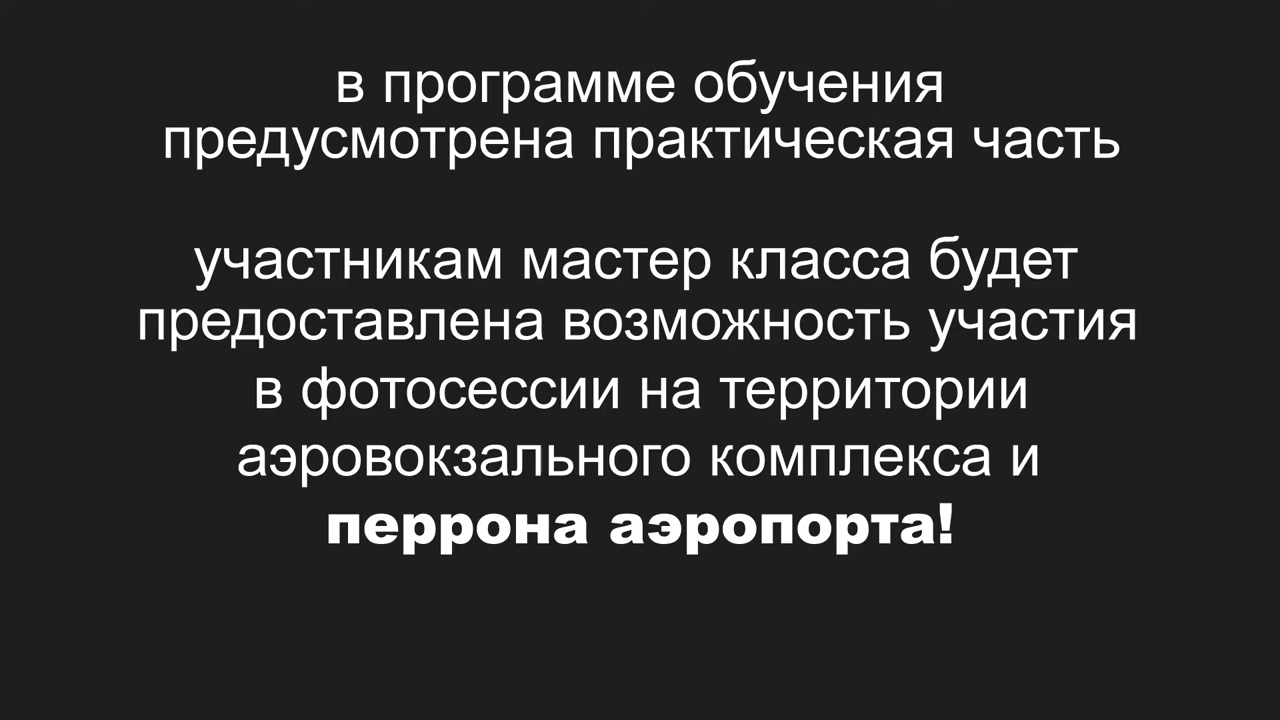 в программе обучения
предусмотрена практическая часть
участникам мастер класса будет
предоставлена возможность участия
в фотосессии на территории
аэровокзального комплекса и
перрона аэропорта!